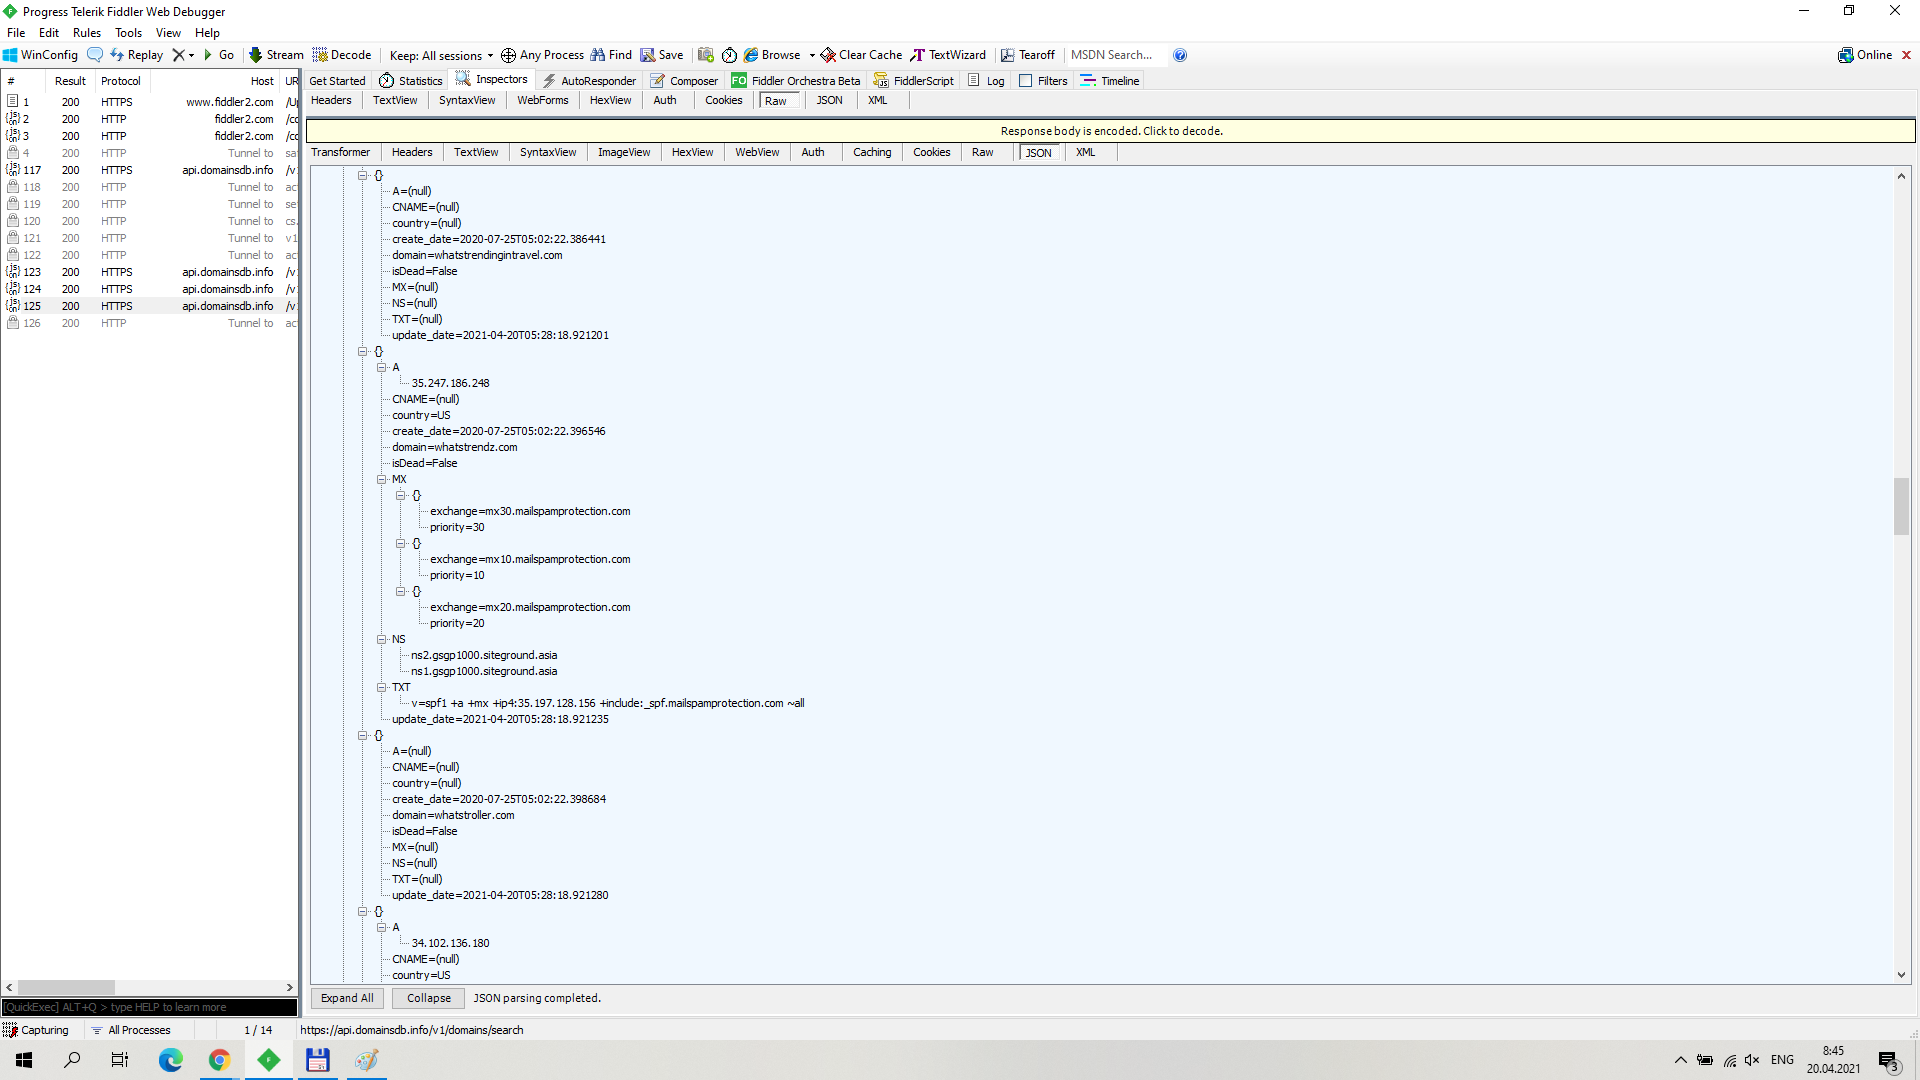 Progress Telerik Fiddler Web Debugger
File Edit Rules Tools View Help
WinConfig Replay Go Stream Decode Keep: All sessions Any Process Find Save Browse Clear Cache TextWizard Tearoff MSDN Search... Online
# Result Protocol Host UR
1 200 HTTPS www.fiddler2.com /Up
2 200 HTTP fiddler2.com /co
3 200 HTTP fiddler2.com /co
4 200 HTTP Tunnel to sa
117 200 HTTPS api.domainsdb.info /v1
118 200 HTTP Tunnel to ac
119 200 HTTP Tunnel to se
120 200 HTTP Tunnel to cs.
121 200 HTTP Tunnel to v1
122 200 HTTP Tunnel to ac
123 200 HTTPS api.domainsdb.info /v1
124 200 HTTPS api.domainsdb.info /v1
125 200 HTTPS api.domainsdb.info /v1
126 200 HTTP Tunnel to ac
[QuickExec] ALT+Q > type HELP to learn more
Get Started Statistics Inspectors AutoResponder Composer FO Fiddler Orchestra Beta FiddlerScript Log Filters Timeline
Headers TextView SyntaxView WebForms HexView Auth Cookies Raw JSON XML
Response body is encoded. Click to decode.
Transformer Headers TextView SyntaxView ImageView HexView WebView Auth Caching Cookies Raw JSON XML
{}
A=(null)
CNAME=(null)
country=(null)
create_date=2020-07-25T05:02:22.386441
domain=whatstrendingintravel.com
isDead=False
MX=(null)
NS=(null)
TXT=(null)
update_date=2021-04-20T05:28:18.921201
{}
A
35.247.186.248
CNAME=(null)
country=US
create_date=2020-07-25T05:02:22.396546
domain=whatstrendz.com
isDead=False
MX
{}
exchange=mx30.mailspamprotection.com
priority=30
{}
exchange=mx10.mailspamprotection.com
priority=10
{}
exchange=mx20.mailspamprotection.com
priority=20
NS
ns2.gsgp1000.siteground.asia
ns1.gsgp1000.siteground.asia
TXT
v=spf1 +a +mx +ip4:35.197.128.156 +include:_spf.mailspamprotection.com ~all
update_date=2021-04-20T05:28:18.921235
{}
A=(null)
CNAME=(null)
country=(null)
create_date=2020-07-25T05:02:22.398684
domain=whatstroller.com
isDead=False
MX=(null)
NS=(null)
TXT=(null)
update_date=2021-04-20T05:28:18.921280
{}
A
34.102.136.180
CNAME=(null)
country=US
Expand All Collapse JSON parsing completed.
Capturing All Processes 1 / 14 https://api.domainsdb.info/v1/domains/search
ENG 8:45
20.04.2021 3